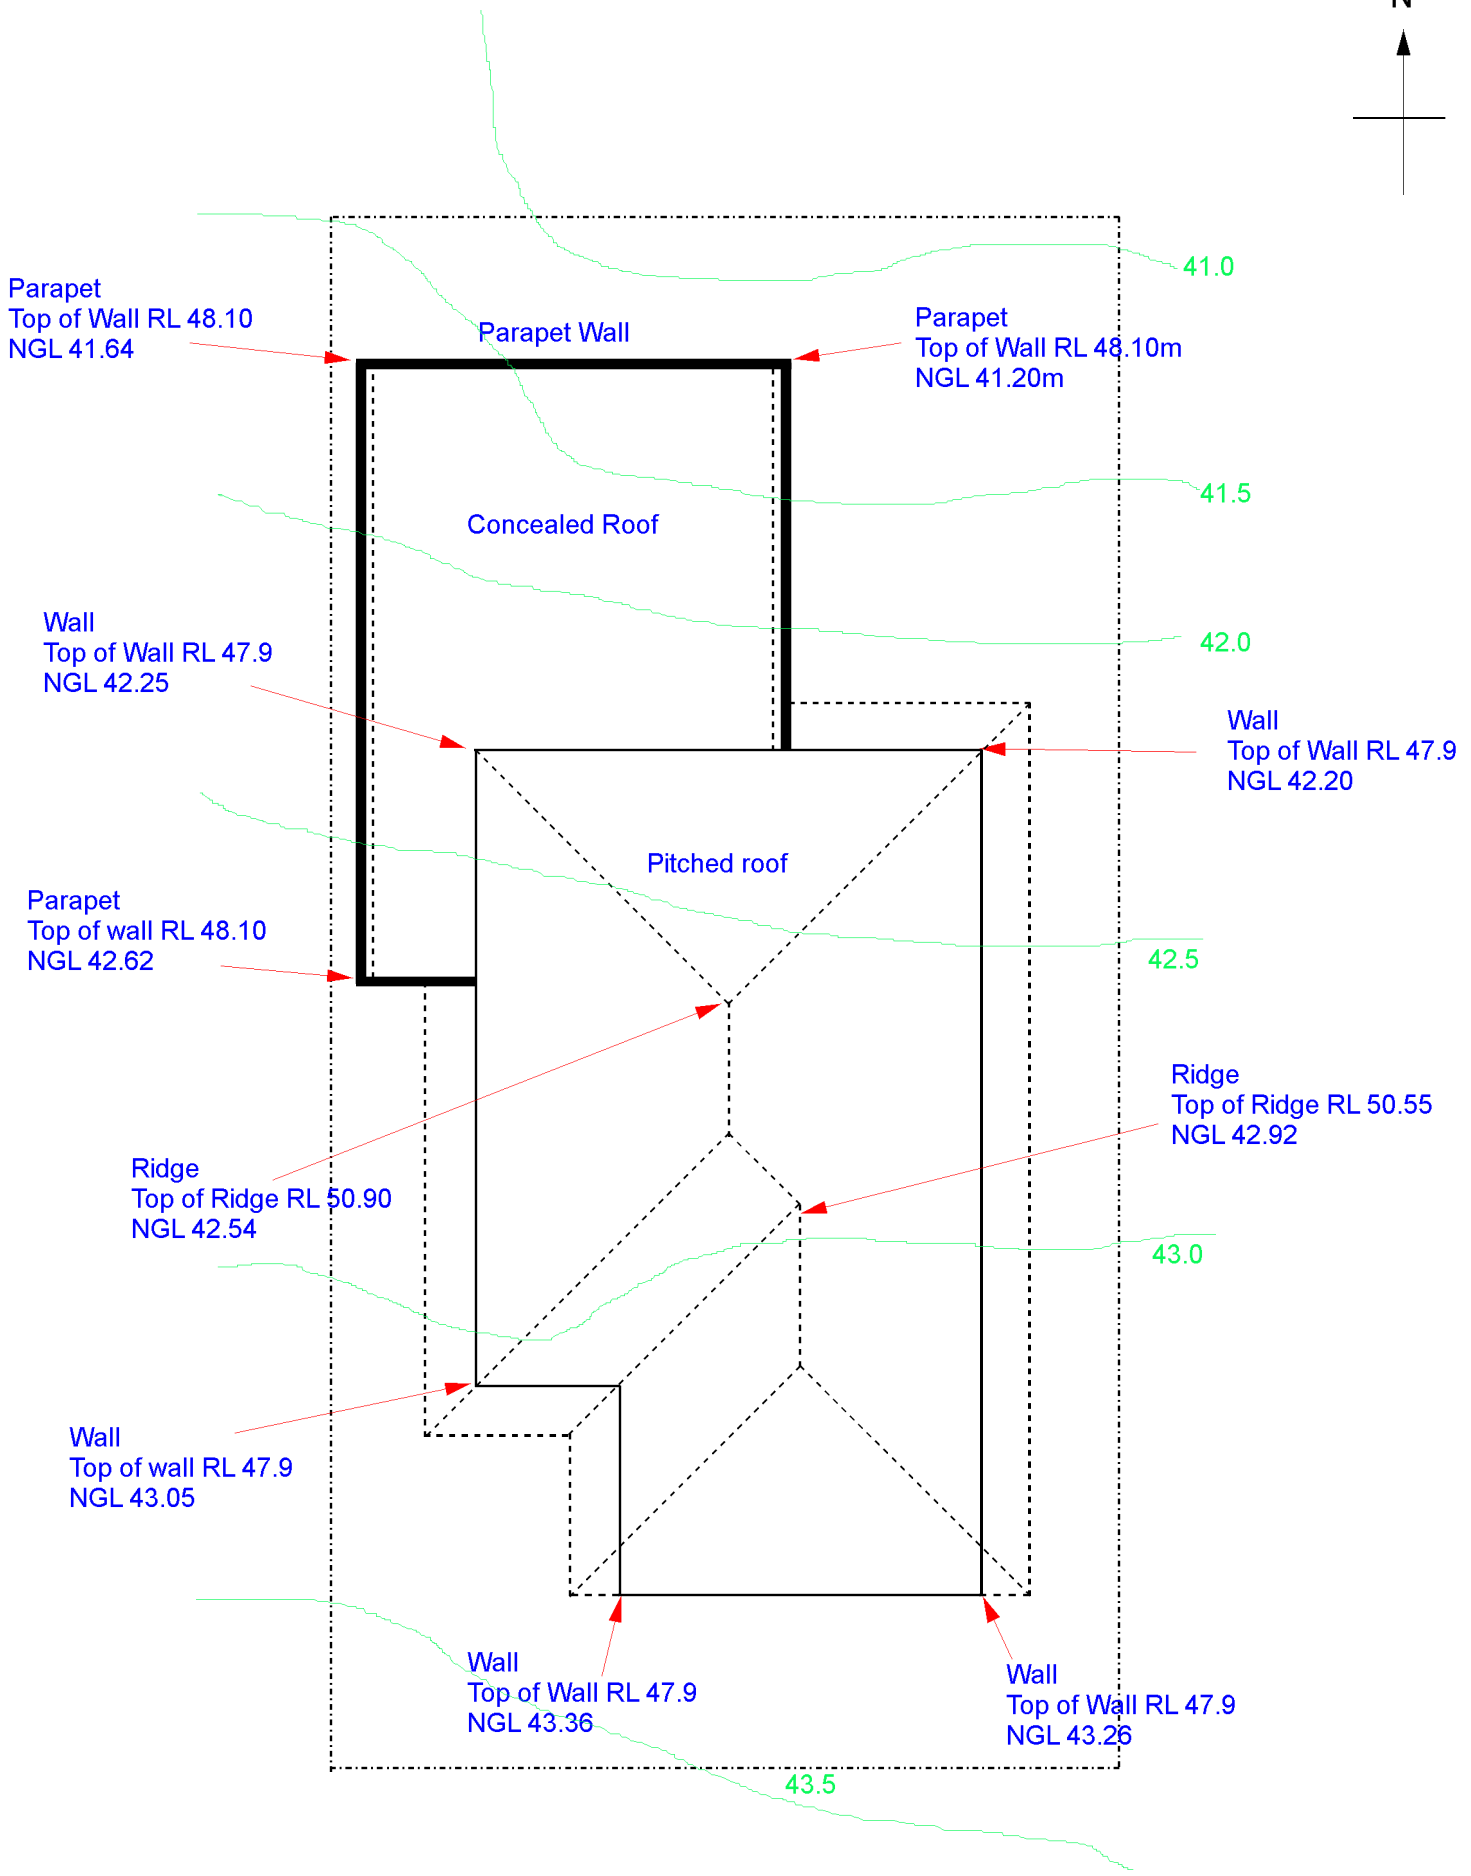 N
41.0
Parapet
Top of Wall RL 48.10
NGL 41.64
Parapet Wall
Parapet
Top of Wall RL 48.10m
NGL 41.20m
41.5
Concealed Roof
Wall
Top of Wall RL 47.9
NGL 42.25
42.0
Wall
Top of Wall RL 47.9
NGL 42.20
Pitched roof
Parapet
Top of wall RL 48.10
NGL 42.62
42.5
Ridge
Top of Ridge RL 50.55
NGL 42.92
Ridge
Top of Ridge RL 50.90
NGL 42.54
43.0
Wall
Top of wall RL 47.9
NGL 43.05
Wall
Top of Wall RL 47.9
NGL 43.36
Wall
Top of Wall RL 47.9
NGL 43.26
43.5